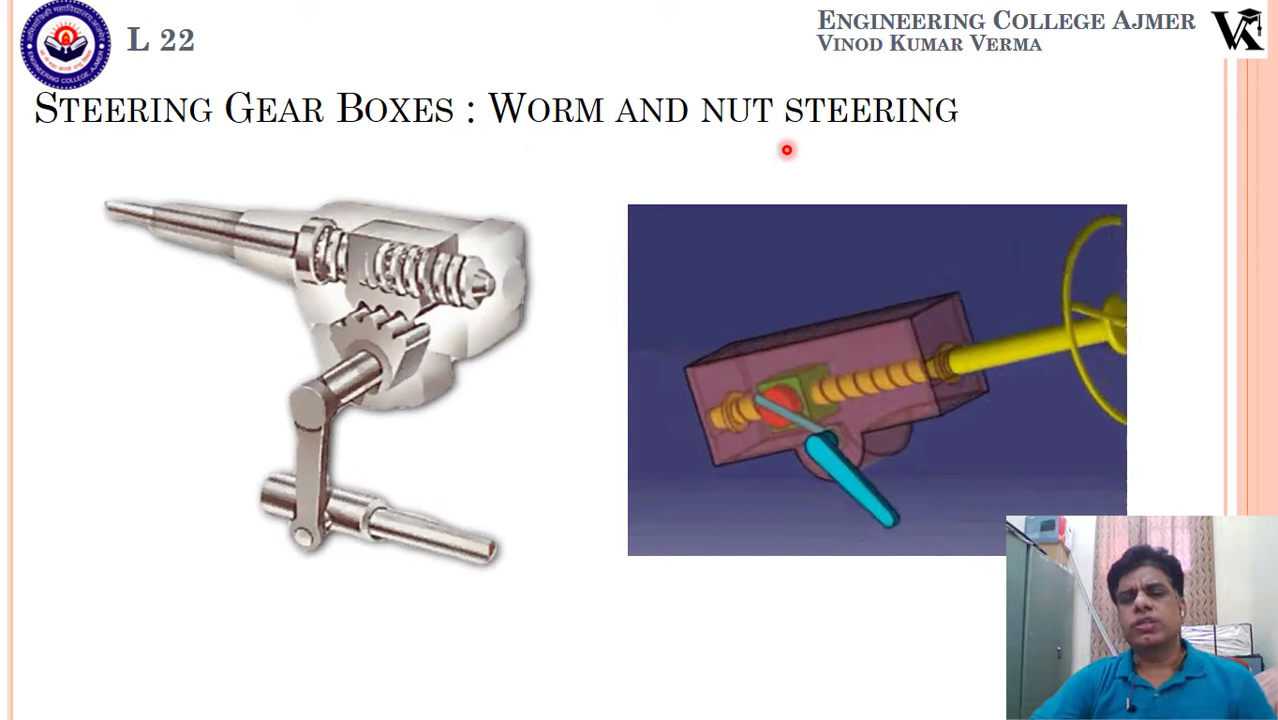 L 22
ENGINEERING COLLEGE AJMER
VINOD KUMAR VERMA
STEERING GEAR BOXES : WORM AND NUT STEERING